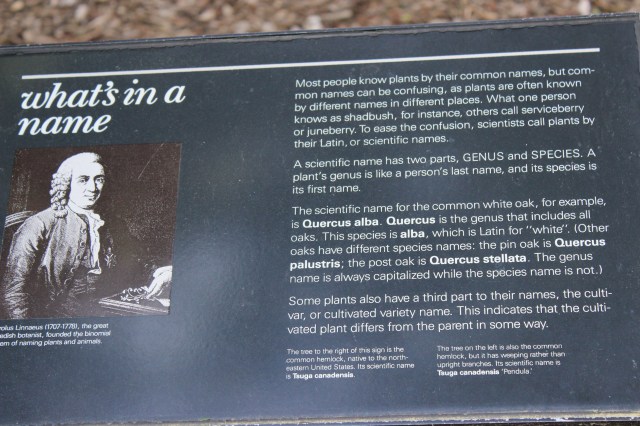 what's in a
name
Most people know plants by their common names, but com-
mon names can be confusing, as plants are often known
by different names in different places. What one person
knows as shadbush, for instance, others call serviceberry
or juneberry. To ease the confusion, scientists call plants by
their Latin, or scientific names.
A scientific name has two parts, GENUS and SPECIES. A
plant's genus is like a person's last name, and its species is
its first name.
The scientific name for the common white oak, for example,
is Quercus alba. Quercus is the genus that includes all
oaks. This species is alba, which is Latin for "white". (Other
oaks have different species names: the pin oak is Quercus
palustris; the post oak is Quercus stellata. The genus
name is always capitalized while the species name is not.)
Some plants also have a third part to their names, the culti-
var, or cultivated variety name. This indicates that the culti-
vated plant differs from the parent in some way.
rolus Linnaeus (1707-1778), the great
edish botanist, founded the binomial
em of naming plants and animals.
The tree to the right of this sign is the
common hemlock, native to the north-
eastern United States. Its scientific name
is Tsuga canadensis.
The tree on the left is also the common
hemlock, but it has weeping rather than
upright branches. Its scientific name is
Tsuga canadensis 'Pendula'